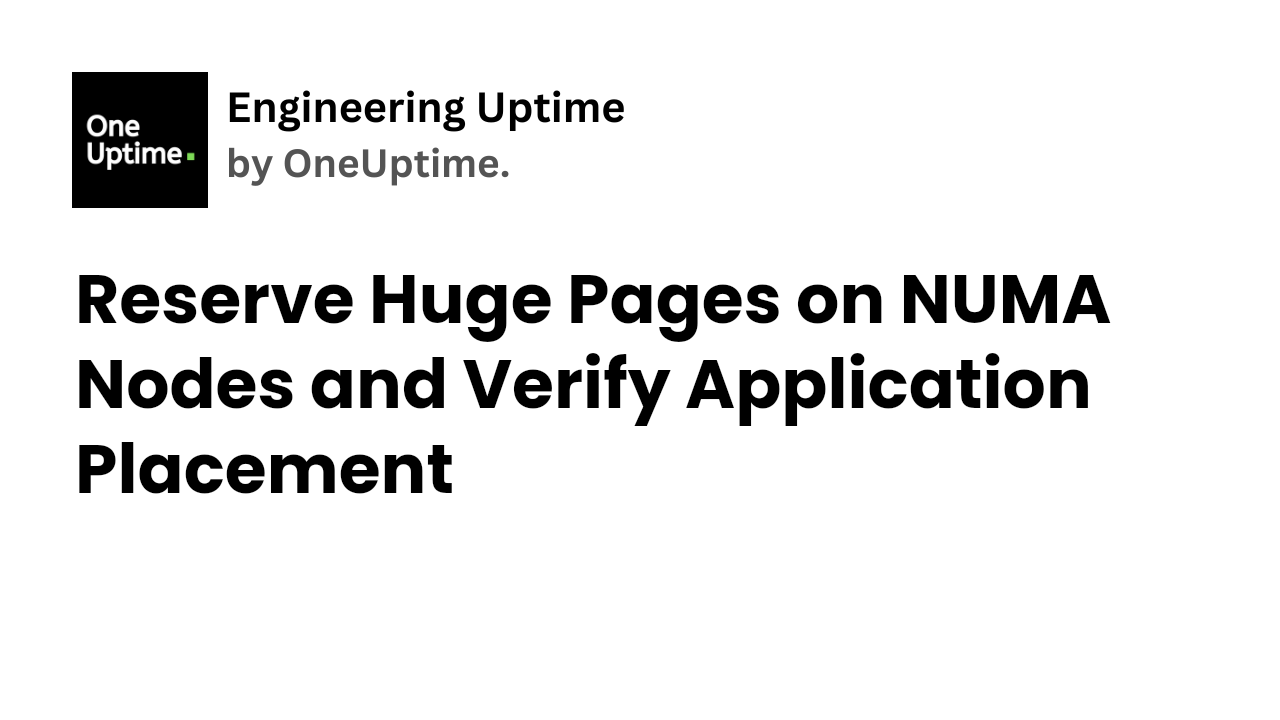 One
Uptime
Engineering Uptime
by OneUptime.
Reserve Huge Pages on NUMA
Nodes and Verify Application
Placement